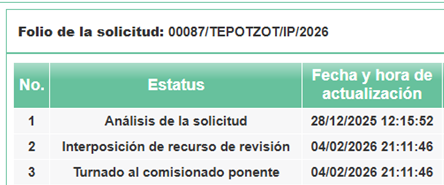 Folio de la solicitud: 00087/TEPOTZOT/IP/2026
No. Estatus Fecha y hora de
actualización
1 Análisis de la solicitud 28/12/2025 12:15:52
2 Interposición de recurso de revisión 04/02/2026 21:11:46
3 Turnado al comisionado ponente 04/02/2026 21:11:46